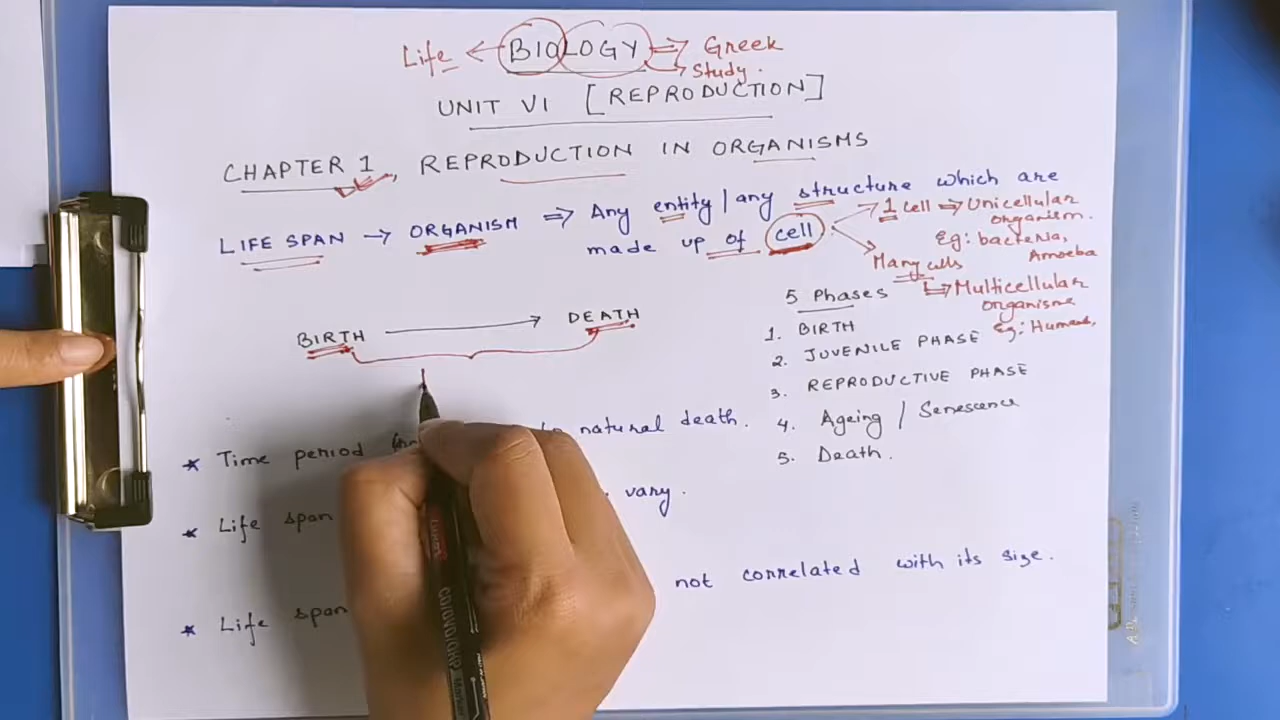 Life ← BIOLOGY ⇒ Greek
→ Study.
UNIT VI [REPRODUCTION]
CHAPTER 1, REPRODUCTION IN ORGANISMS
LIFE SPAN → ORGANISM ⇒ Any entity / any structure which are
made up of cell
1 cell ⇒ Unicellular
organism.
Eg: bacteria,
Amoeba
Many cells
⇒ Multicellular
organisms
Eg: Humans,
BIRTH → DEATH
5 Phases
1. BIRTH
2. JUVENILE PHASE
3. REPRODUCTIVE PHASE
4. Ageing / Senescence
5. Death.
* Time period to natural death.
* Life span vary.
* Life span not correlated with its size.